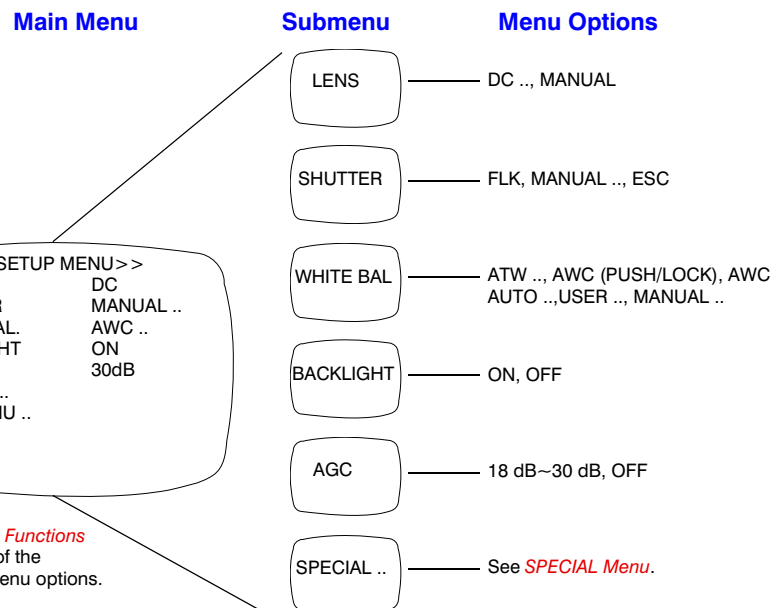 Main Menu Submenu Menu Options
LENS DC .., MANUAL
SHUTTER FLK, MANUAL .., ESC
SETUP MENU>>
DC
MANUAL ..
AL. AWC ..
HT ON
30dB
..
U ..
WHITE BAL ATW .., AWC (PUSH/LOCK), AWC
AUTO ..,USER .., MANUAL ..
BACKLIGHT ON, OFF
AGC 18 dB~30 dB, OFF
Functions
of the
enu options.
SPECIAL .. See SPECIAL Menu.